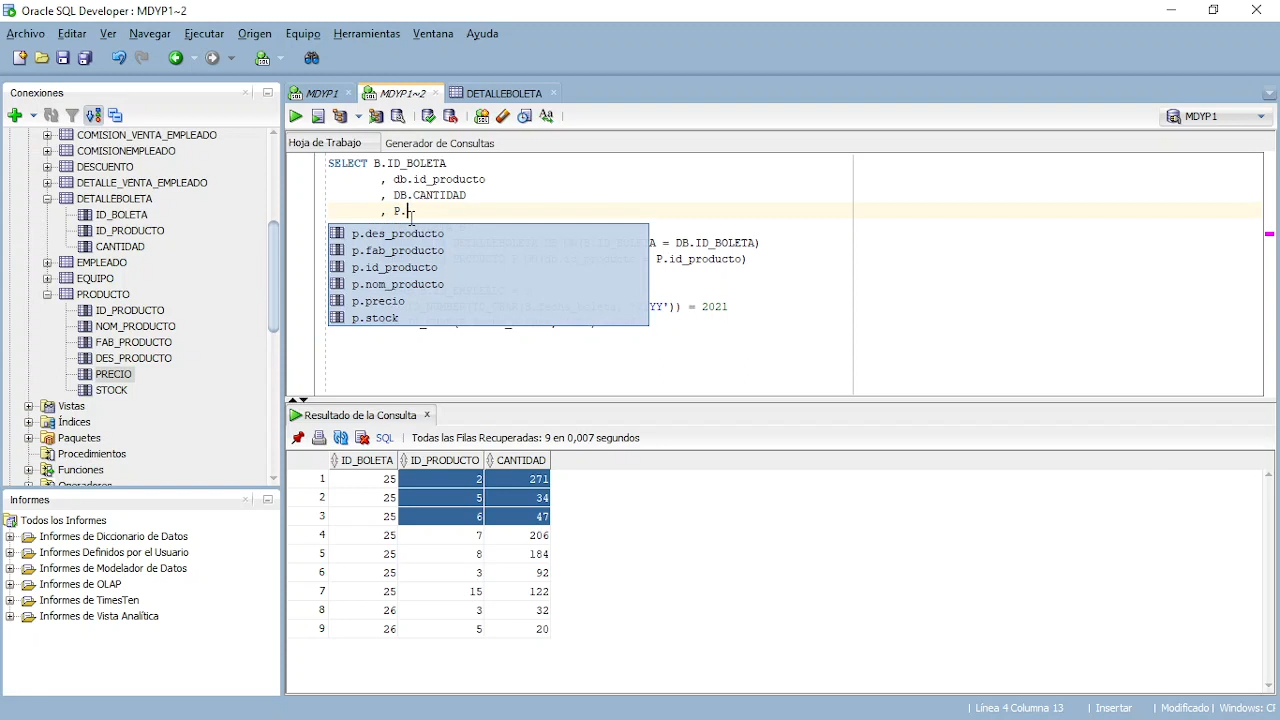 Oracle SQL Developer : MDYP1~2
Archivo Editar Ver Navegar Ejecutar Origen Equipo Herramientas Ventana Ayuda
Conexiones
COMISION_VENTA_EMPLEADO
COMISIONEMPLEADO
DESCUENTO
DETALLE_VENTA_EMPLEADO
DETALLEBOLETA
ID_BOLETA
ID_PRODUCTO
CANTIDAD
EMPLEADO
EQUIPO
PRODUCTO
ID_PRODUCTO
NOM_PRODUCTO
FAB_PRODUCTO
DES_PRODUCTO
PRECIO
STOCK
Vistas
Índices
Paquetes
Procedimientos
Funciones
Operadores
Informes
Todos los Informes
Informes de Diccionario de Datos
Informes Definidos por el Usuario
Informes de Modelador de Datos
Informes de OLAP
Informes de TimesTen
Informes de Vista Analítica
MDYP1 MDYP1~2 DETALLEBOLETA
MDYP1
Hoja de Trabajo Generador de Consultas
SELECT B.ID_BOLETA
, db.id_producto
, DB.CANTIDAD
, P.
p.des_producto
p.fab_producto
p.id_producto
p.nom_producto
p.precio
p.stock
= DB.ID_BOLETA)
P.id_producto)
YY')) = 2021
Resultado de la Consulta
SQL | Todas las Filas Recuperadas: 9 en 0,007 segundos
ID_BOLETA ID_PRODUCTO CANTIDAD
1 25 2 271
2 25 5 34
3 25 6 47
4 25 7 206
5 25 8 184
6 25 3 92
7 25 15 122
8 26 3 32
9 26 5 20
Línea 4 Columna 13 | Insertar | Modificado | Windows: CF